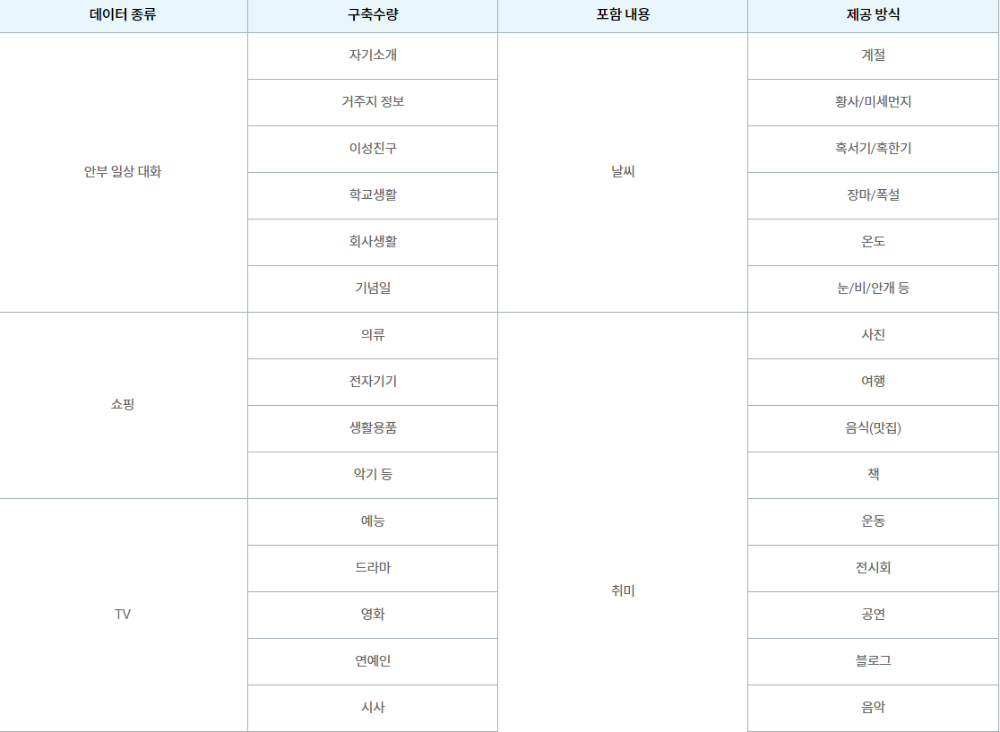 데이터 종류 구축수량 포함 내용 제공 방식
자기소개 계절
거주지 정보 황사/미세먼지
이성친구 혹서기/혹한기
안부 일상 대화 날씨
학교생활 장마/폭설
회사생활 온도
기념일 눈/비/안개 등
의류 사진
전자기기 여행
쇼핑
생활용품 음식(맛집)
악기 등 책
예능 운동
드라마 전시회
취미
TV 영화 공연
연예인 블로그
시사 음악